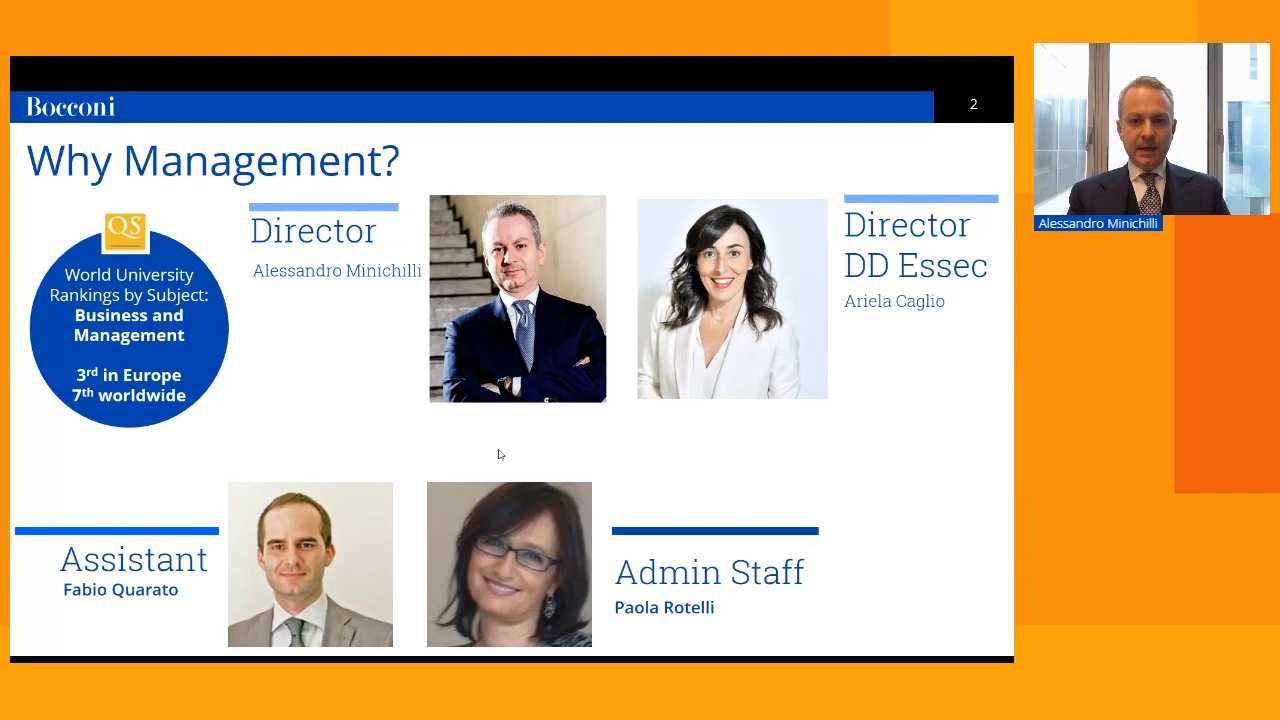 Bocconi
2
Why Management?
QS
World University
Rankings by Subject:
Business and
Management
3rd in Europe
7th worldwide
Director
Alessandro Minichilli
Director
DD Essec
Ariela Caglio
Alessandro Minichilli
Assistant
Fabio Quarato
Admin Staff
Paola Rotelli